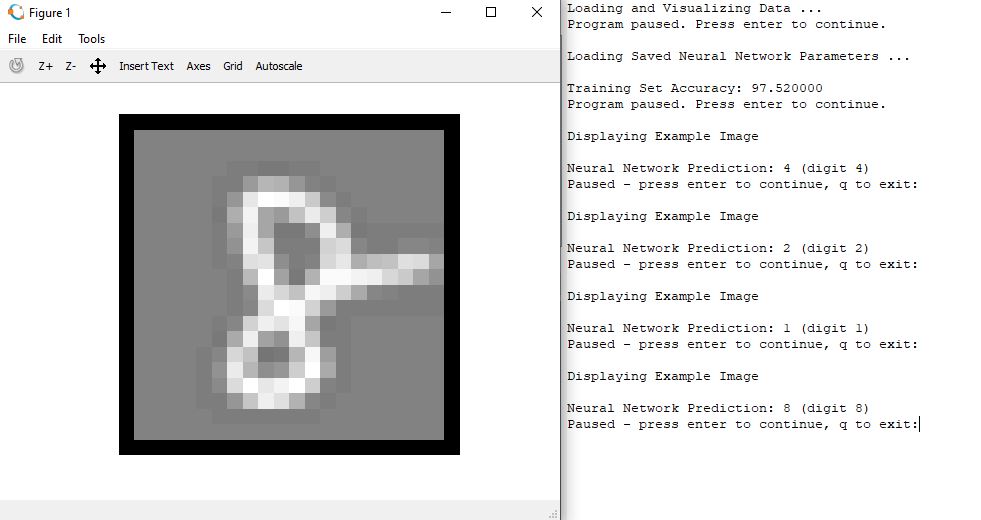 Figure 1
File Edit Tools
Z+ Z- Insert Text Axes Grid Autoscale
Loading and Visualizing Data ...
Program paused. Press enter to continue.
Loading Saved Neural Network Parameters ...
Training Set Accuracy: 97.520000
Program paused. Press enter to continue.
Displaying Example Image
Neural Network Prediction: 4 (digit 4)
Paused - press enter to continue, q to exit:
Displaying Example Image
Neural Network Prediction: 2 (digit 2)
Paused - press enter to continue, q to exit:
Displaying Example Image
Neural Network Prediction: 1 (digit 1)
Paused - press enter to continue, q to exit:
Displaying Example Image
Neural Network Prediction: 8 (digit 8)
Paused - press enter to continue, q to exit: